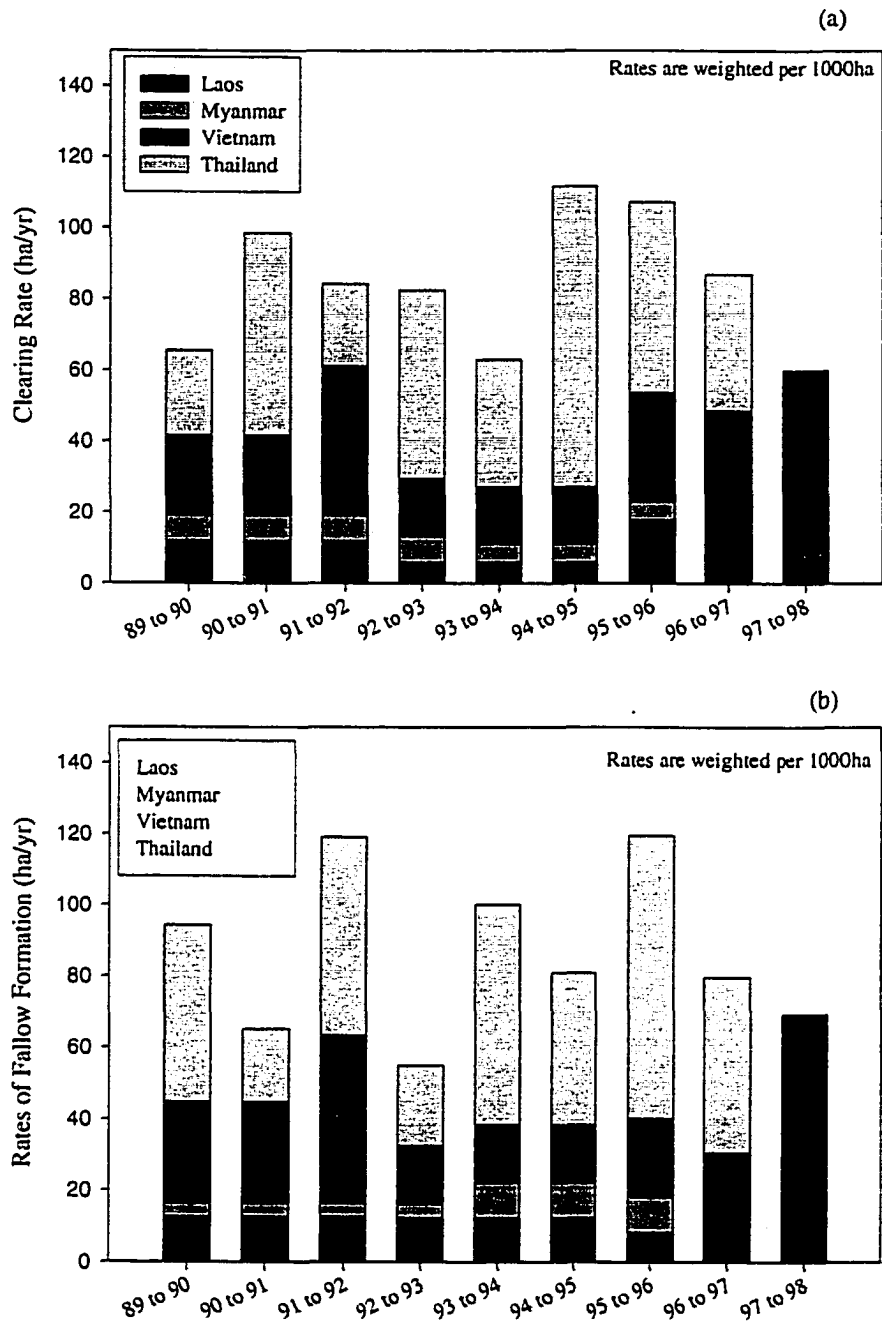 (a)
Rates are weighted per 1000ha
Laos
Myanmar
Vietnam
Thailand
Clearing Rate (ha/yr)
140
120
100
80
60
40
20
0
89 to 90
90 to 91
91 to 92
92 to 93
93 to 94
94 to 95
95 to 96
96 to 97
97 to 98
(b)
Rates are weighted per 1000ha
Laos
Myanmar
Vietnam
Thailand
Rates of Fallow Formation (ha/yr)
140
120
100
80
60
40
20
0
89 to 90
90 to 91
91 to 92
92 to 93
93 to 94
94 to 95
95 to 96
96 to 97
97 to 98